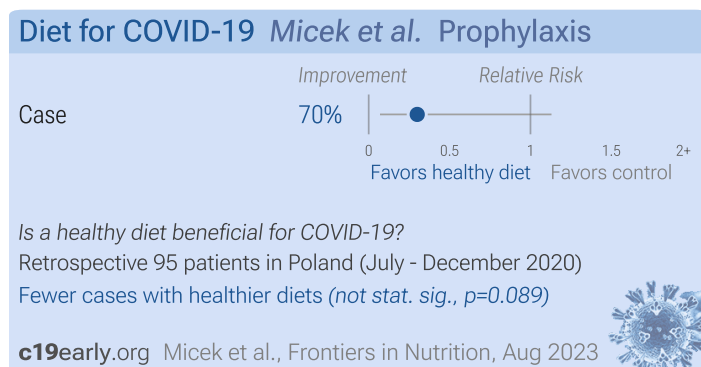 Diet for COVID-19 Micek et al. Prophylaxis
Improvement Relative Risk
Case 70%
0 0.5 1 1.5 2+
Favors healthy diet Favors control
Is a healthy diet beneficial for COVID-19?
Retrospective 95 patients in Poland (July - December 2020)
Fewer cases with healthier diets (not stat. sig., p=0.089)
c19early.org Micek et al., Frontiers in Nutrition, Aug 2023